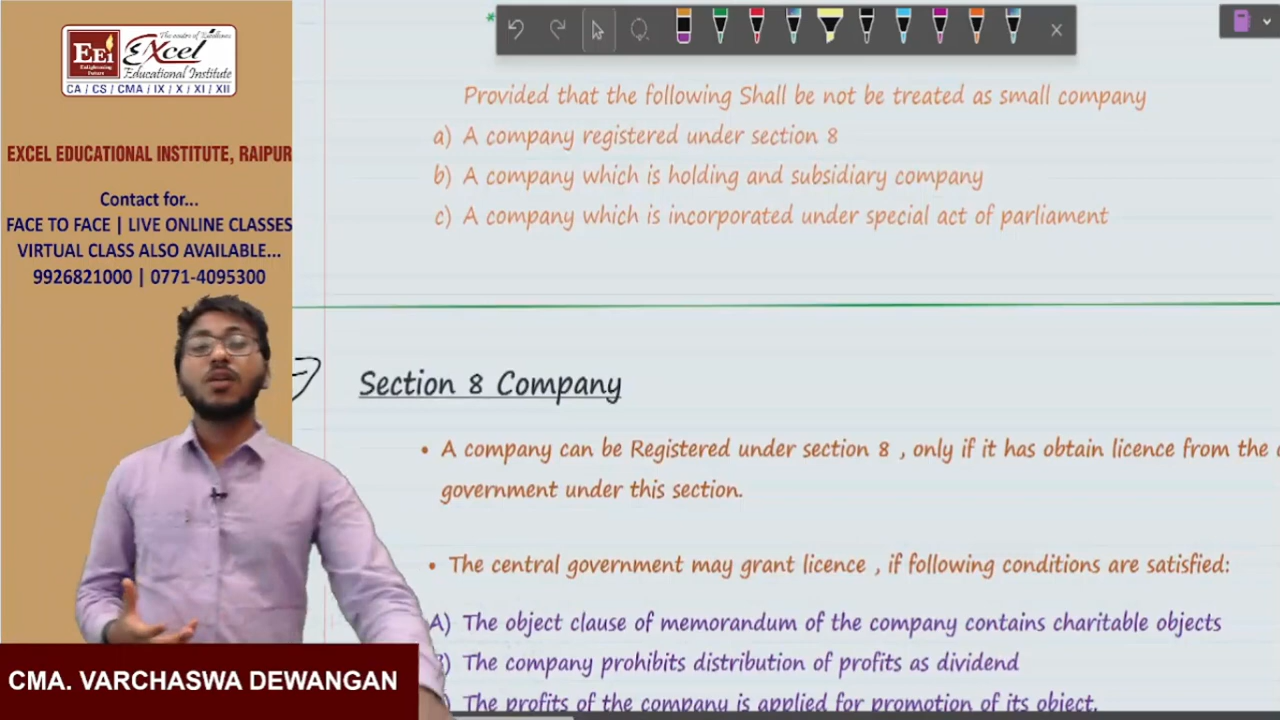 The centre of Excellence
EEi
Enlightening Future
Excel
Educational Institute
CA / CS / CMA / IX / X / XI / XII
EXCEL EDUCATIONAL INSTITUTE, RAIPUR
Contact for...
FACE TO FACE | LIVE ONLINE CLASSES
VIRTUAL CLASS ALSO AVAILABLE...
9926821000 | 0771-4095300
Provided that the following Shall be not be treated as small company
a) A company registered under section 8
b) A company which is holding and subsidiary company
c) A company which is incorporated under special act of parliament
Section 8 Company
• A company can be Registered under section 8 , only if it has obtain licence from the
government under this section.
• The central government may grant licence , if following conditions are satisfied:
A) The object clause of memorandum of the company contains charitable objects
) The company prohibits distribution of profits as dividend
) The profits of the company is applied for promotion of its object.
CMA. VARCHASWA DEWANGAN